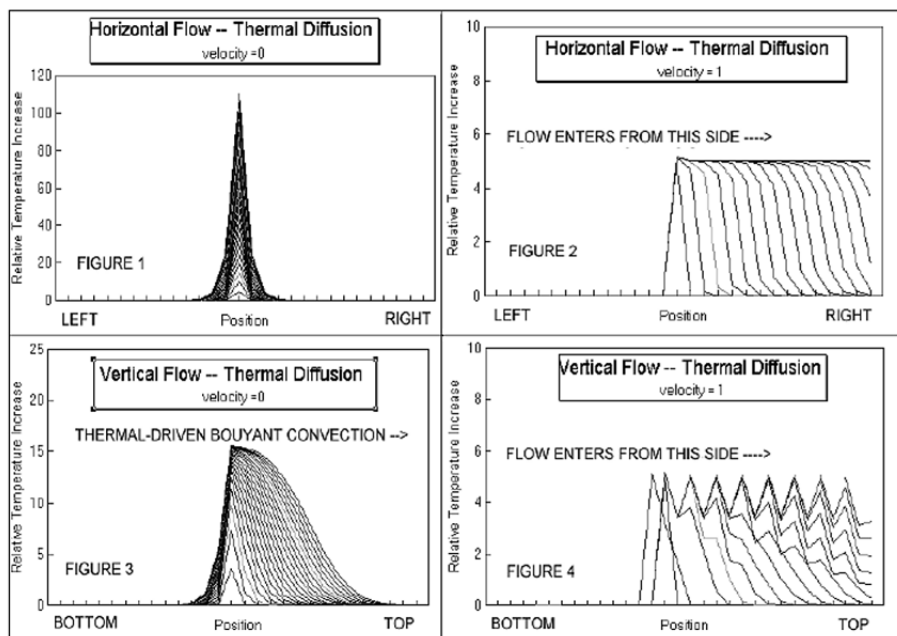 Horizontal Flow -- Thermal Diffusion
velocity =0
Relative Temperature Increase
120
100
80
60
40
20
0
FIGURE 1
LEFT
Position
RIGHT
Horizontal Flow -- Thermal Diffusion
velocity = 1
Relative Temperature Increase
10
8
6
4
2
0
FLOW ENTERS FROM THIS SIDE ---->
FIGURE 2
LEFT
Position
RIGHT
Vertical Flow -- Thermal Diffusion
velocity =0
Relative Temperature Increase
25
20
15
10
5
0
THERMAL-DRIVEN BOUYANT CONVECTION -->
FIGURE 3
BOTTOM
Position
TOP
Vertical Flow -- Thermal Diffusion
velocity = 1
Relative Temperature Increase
10
8
6
4
2
0
FLOW ENTERS FROM THIS SIDE ---->
FIGURE 4
BOTTOM
Position
TOP